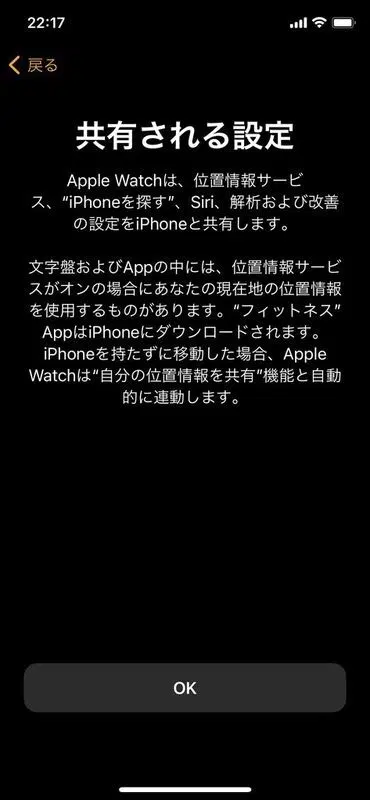 22:17
戻る
共有される設定
Apple Watchは、位置情報サービ
ス、“iPhoneを探す”、Siri、解析および改善
の設定をiPhoneと共有します。
文字盤およびAppの中には、位置情報サービ
スがオンの場合にあなたの現在地の位置情報
を使用するものがあります。“フィットネス”
AppはiPhoneにダウンロードされます。
iPhoneを持たずに移動した場合、Apple
Watchは“自分の位置情報を共有”機能と自動
的に連動します。
OK